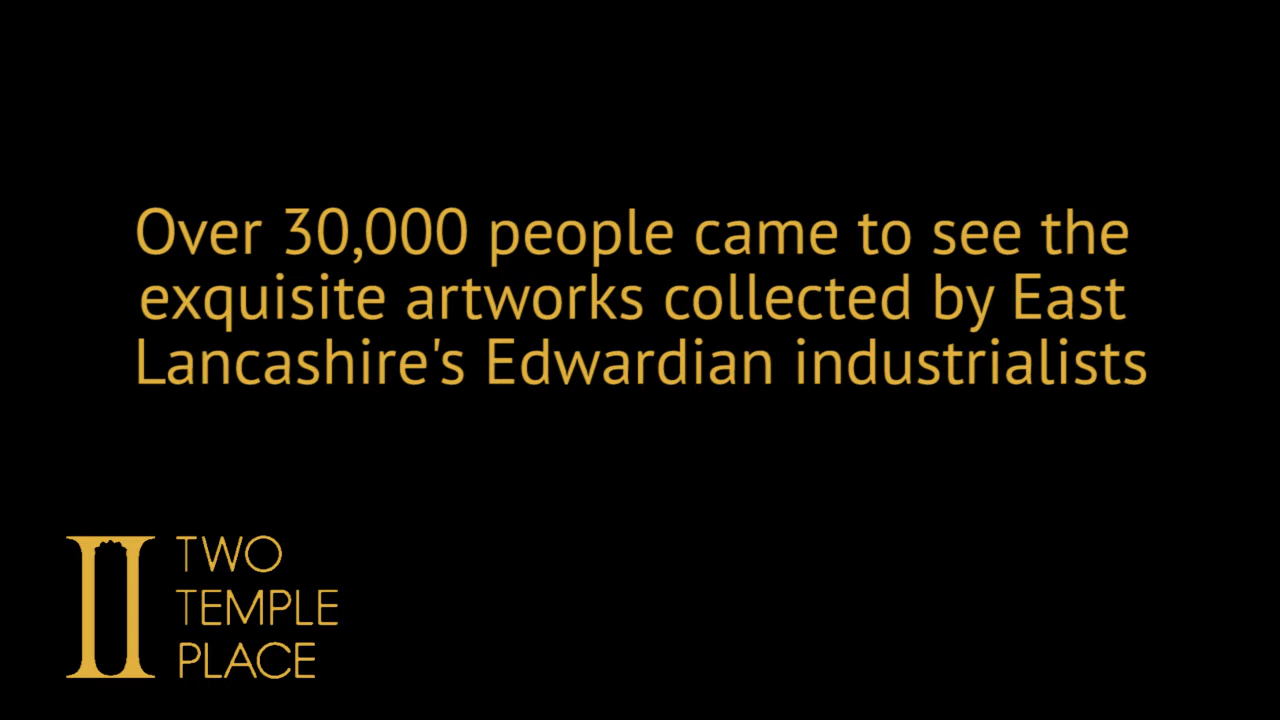 Over 30,000 people came to see the
exquisite artworks collected by East
Lancashire's Edwardian industrialists
TWO
TEMPLE
PLACE